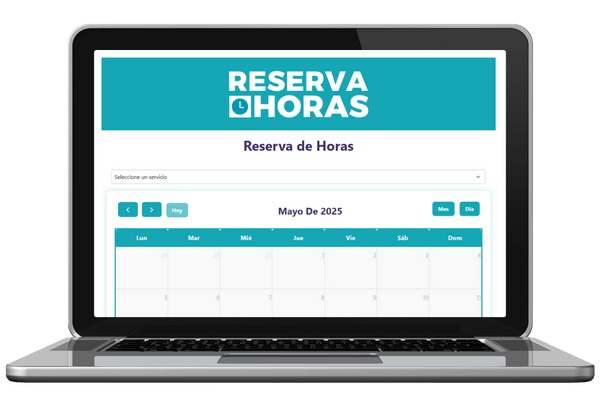 RESERVA
HORAS
Reserva de Horas
Seleccione un servicio
Hoy
Mayo De 2025
Mes Día
Lun Mar Mié Jue Vie Sáb Dom
28 29 30 1 2 3 4
5 6 7 8 9 10 11